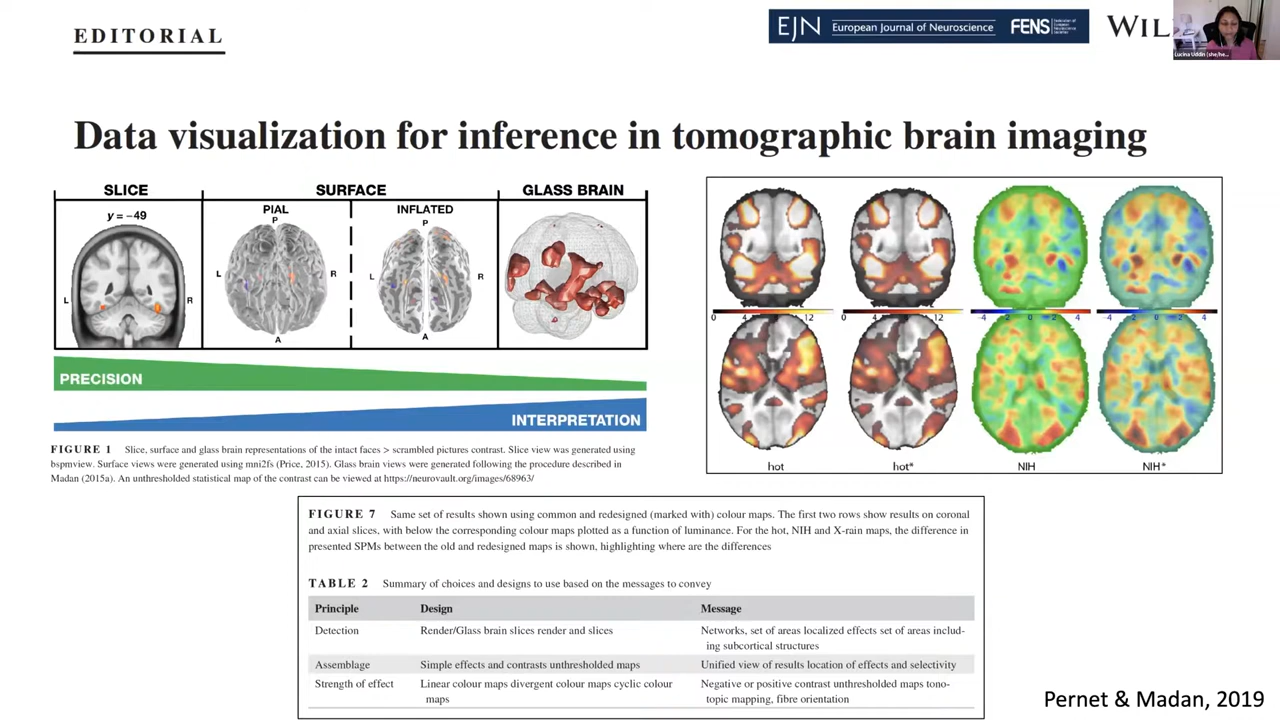 EDITORIAL
EJN European Journal of Neuroscience FENS
Lucina Uddin (she/he...
Data visualization for inference in tomographic brain imaging
SLICE SURFACE GLASS BRAIN
y = −49
PIAL
INFLATED
P
P
L
R
L
R
L
R
A
A
PRECISION
INTERPRETATION
FIGURE 1 Slice, surface and glass brain representations of the intact faces > scrambled pictures contrast. Slice view was generated using
bspmview. Surface views were generated using mni2fs (Price, 2015). Glass brain views were generated following the procedure described in
Madan (2015a). An unthresholded statistical map of the contrast can be viewed at https://neurovault.org/images/68963/
0 12 0 4 12 -4 -2 0 2 4 -4 -2 0 2 4
hot hot* NIH NIH*
FIGURE 7 Same set of results shown using common and redesigned (marked with) colour maps. The first two rows show results on coronal
and axial slices, with below the corresponding colour maps plotted as a function of luminance. For the hot, NIH and X-rain maps, the difference in
presented SPMs between the old and redesigned maps is shown, highlighting where are the differences
TABLE 2 Summary of choices and designs to use based on the messages to convey
Principle Design Message
Detection Render/Glass brain slices render and slices Networks, set of areas localized effects set of areas includ-
ing subcortical structures
Assemblage Simple effects and contrasts unthresholded maps Unified view of results location of effects and selectivity
Strength of effect Linear colour maps divergent colour maps cyclic colour Negative or positive contrast unthresholded maps tono-
maps topic mapping, fibre orientation
Pernet & Madan, 2019